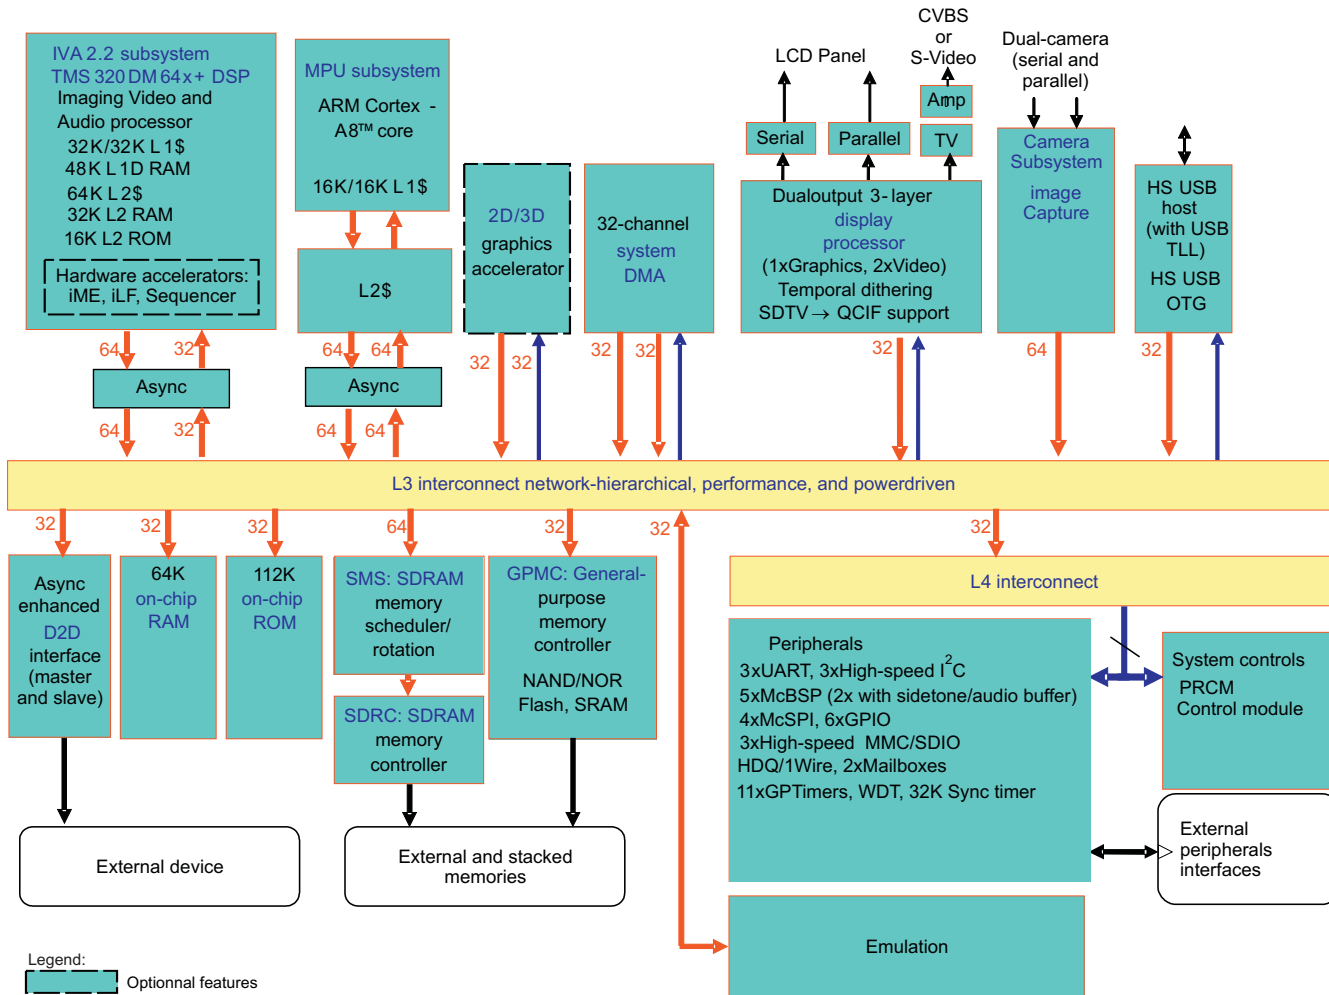 IVA 2.2 subsystem
TMS 320 DM 64x+ DSP
Imaging Video and
Audio processor
32K/32K L1$
48K L1D RAM
64K L2$
32K L2 RAM
16K L2 ROM
Hardware accelerators:
iME, iLF, Sequencer
MPU subsystem
ARM Cortex -
A8™ core
16K/16K L1$
L2$
2D/3D
graphics
accelerator
32-channel
system
DMA
LCD Panel
CVBS
or
S-Video
Amp
Serial
Parallel
TV
Dualoutput 3-layer
display
processor
(1xGraphics, 2xVideo)
Temporal dithering
SDTV → QCIF support
Dual-camera
(serial and
parallel)
Camera
Subsystem
image
Capture
HS USB
host
(with USB
TLL)
HS USB
OTG
64
32
64
64
32
32
32
32
32
64
32
Async
Async
64
32
64
64
L3 interconnect network-hierarchical, performance, and powerdriven
32
32
32
64
32
32
32
Async
enhanced
D2D
interface
(master
and slave)
64K
on-chip
RAM
112K
on-chip
ROM
SMS: SDRAM
memory
scheduler/
rotation
SDRC: SDRAM
memory
controller
GPMC: General-
purpose
memory
controller
NAND/NOR
Flash, SRAM
L4 interconnect
Peripherals
3xUART, 3xHigh-speed I2C
5xMcBSP (2x with sidetone/audio buffer)
4xMcSPI, 6xGPIO
3xHigh-speed MMC/SDIO
HDQ/1Wire, 2xMailboxes
11xGPTimers, WDT, 32K Sync timer
System controls
PRCM
Control module
External device
External and stacked
memories
External
peripherals
interfaces
Emulation
Legend:
Optionnal features